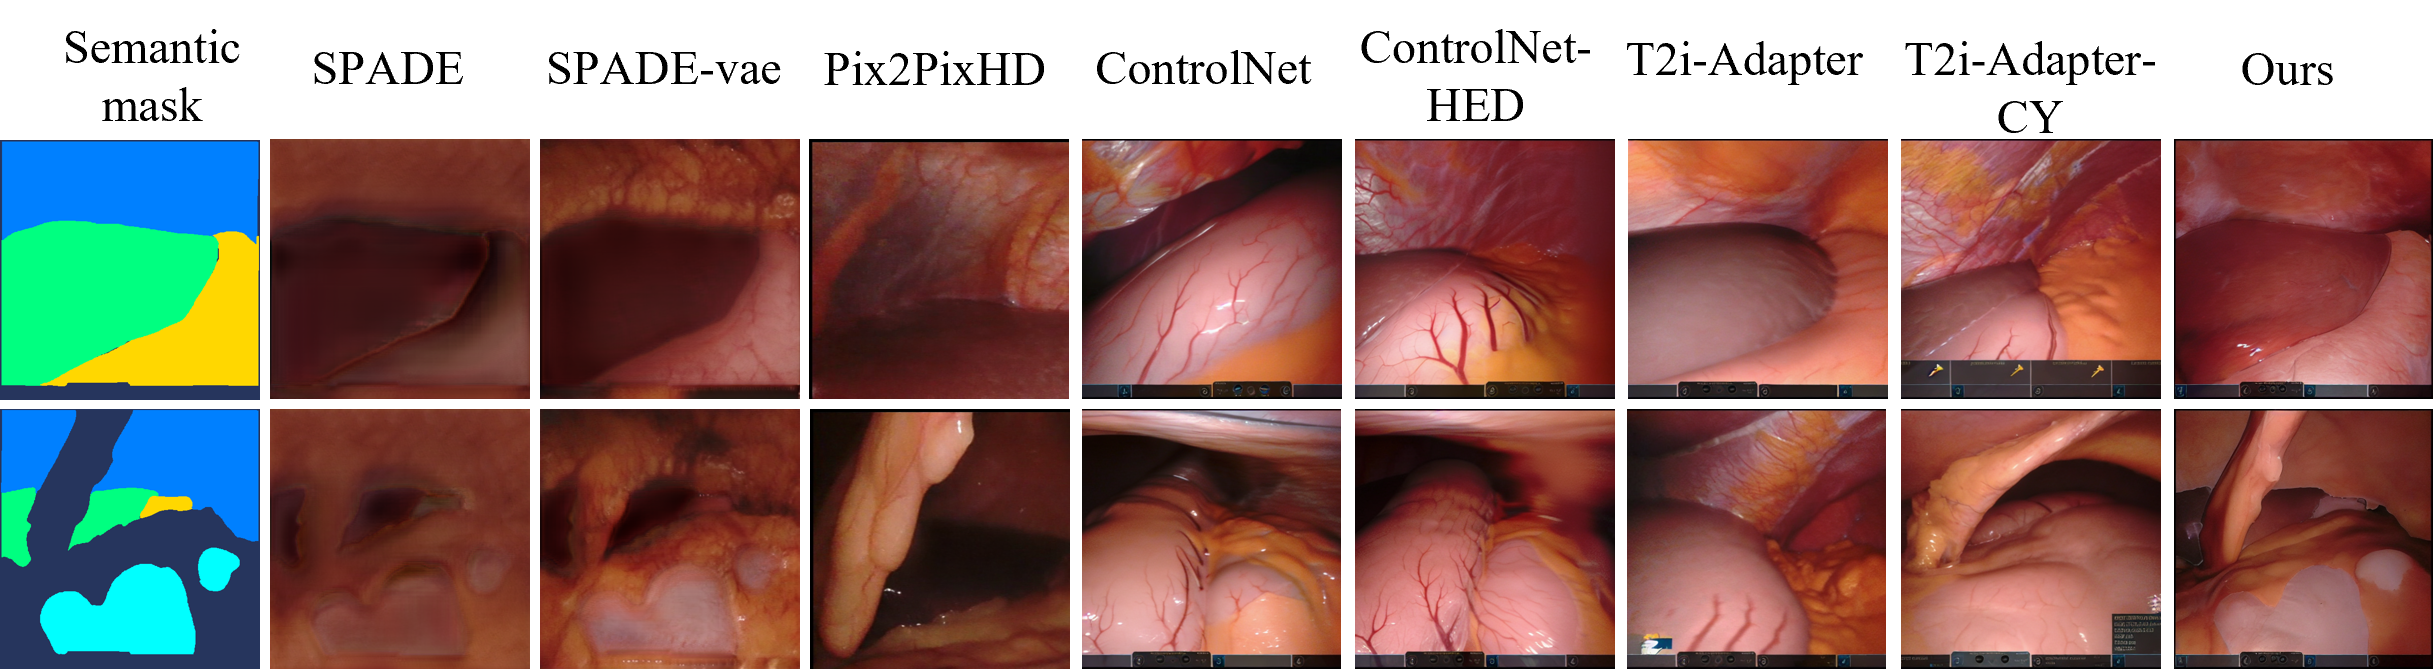 Semantic
mask
SPADE
SPADE-vae
Pix2PixHD
ControlNet
ControlNet-
HED
T2i-Adapter
T2i-Adapter-
CY
Ours